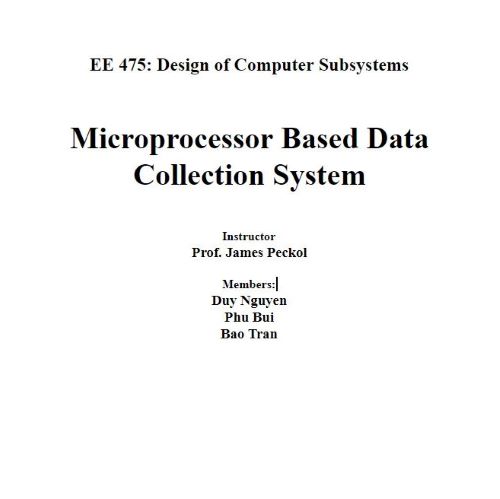 EE 475: Design of Computer Subsystems
Microprocessor Based Data
Collection System
Instructor
Prof. James Peckol
Members:
Duy Nguyen
Phu Bui
Bao Tran